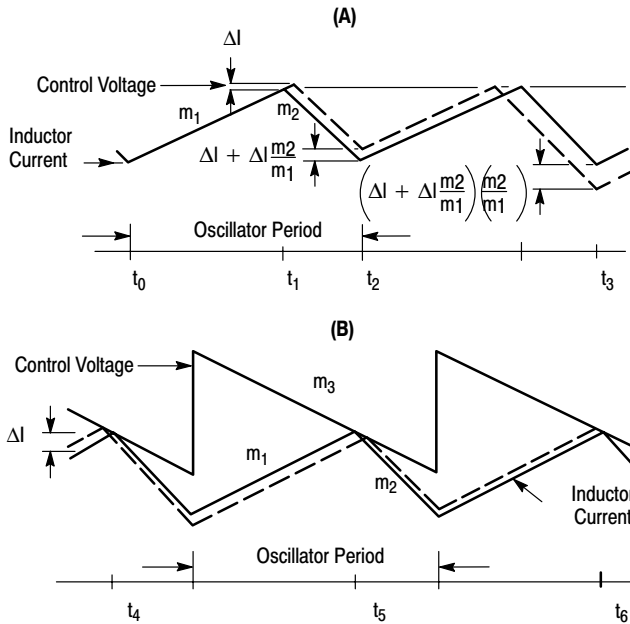 (A)
ΔI
Control Voltage
m1
m2
Inductor
Current
ΔI + ΔI m2/m1
(ΔI + ΔI m2/m1)(m2/m1)
Oscillator Period
t0
t1
t2
t3
(B)
Control Voltage
m3
ΔI
m1
m2
Inductor
Current
Oscillator Period
t4
t5
t6